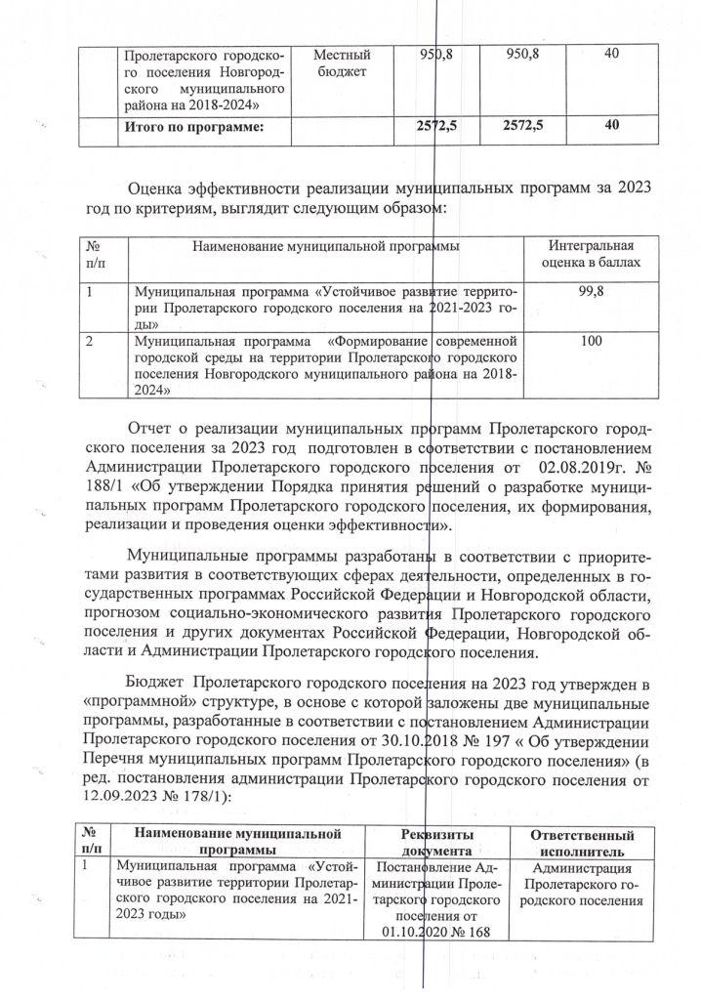 Пролетарского городско- Местный 950,8 950,8 40
го поселения Новгород- бюджет
ского муниципального
района на 2018-2024»
Итого по программе: 2572,5 2572,5 40
Оценка эффективности реализации муниципальных программ за 2023
год по критериям, выглядит следующим образом:
№ Наименование муниципальной программы Интегральная
п/п оценка в баллах
1 Муниципальная программа «Устойчивое развитие террито- 99,8
рии Пролетарского городского поселения на 2021-2023 го-
ды»
2 Муниципальная программа «Формирование современной 100
городской среды на территории Пролетарского городского
поселения Новгородского муниципального района на 2018-
2024»
Отчет о реализации муниципальных программ Пролетарского город-
ского поселения за 2023 год подготовлен в соответствии с постановлением
Администрации Пролетарского городского поселения от 02.08.2019г. №
188/1 «Об утверждении Порядка принятия решений о разработке муници-
пальных программ Пролетарского городского поселения, их формирования,
реализации и проведения оценки эффективности».
Муниципальные программы разработаны в соответствии с приорите-
тами развития в соответствующих сферах деятельности, определенных в го-
сударственных программах Российской Федерации и Новгородской области,
прогнозом социально-экономического развития Пролетарского городского
поселения и других документах Российской Федерации, Новгородской об-
ласти и Администрации Пролетарского городского поселения.
Бюджет Пролетарского городского поселения на 2023 год утвержден в
«программной» структуре, в основе с которой заложены две муниципальные
программы, разработанные в соответствии с постановлением Администрации
Пролетарского городского поселения от 30.10.2018 № 197 « Об утверждении
Перечня муниципальных программ Пролетарского городского поселения» (в
ред. постановления администрации Пролетарского городского поселения от
12.09.2023 № 178/1):
№ Наименование муниципальной Реквизиты Ответственный
п/п программы документа исполнитель
1 Муниципальная программа «Устой- Постановление Ад- Администрация
чивое развитие территории Пролетар- министрации Проле- Пролетарского го-
ского городского поселения на 2021- тарского городского родского поселения
2023 годы» поселения от
01.10.2020 № 168